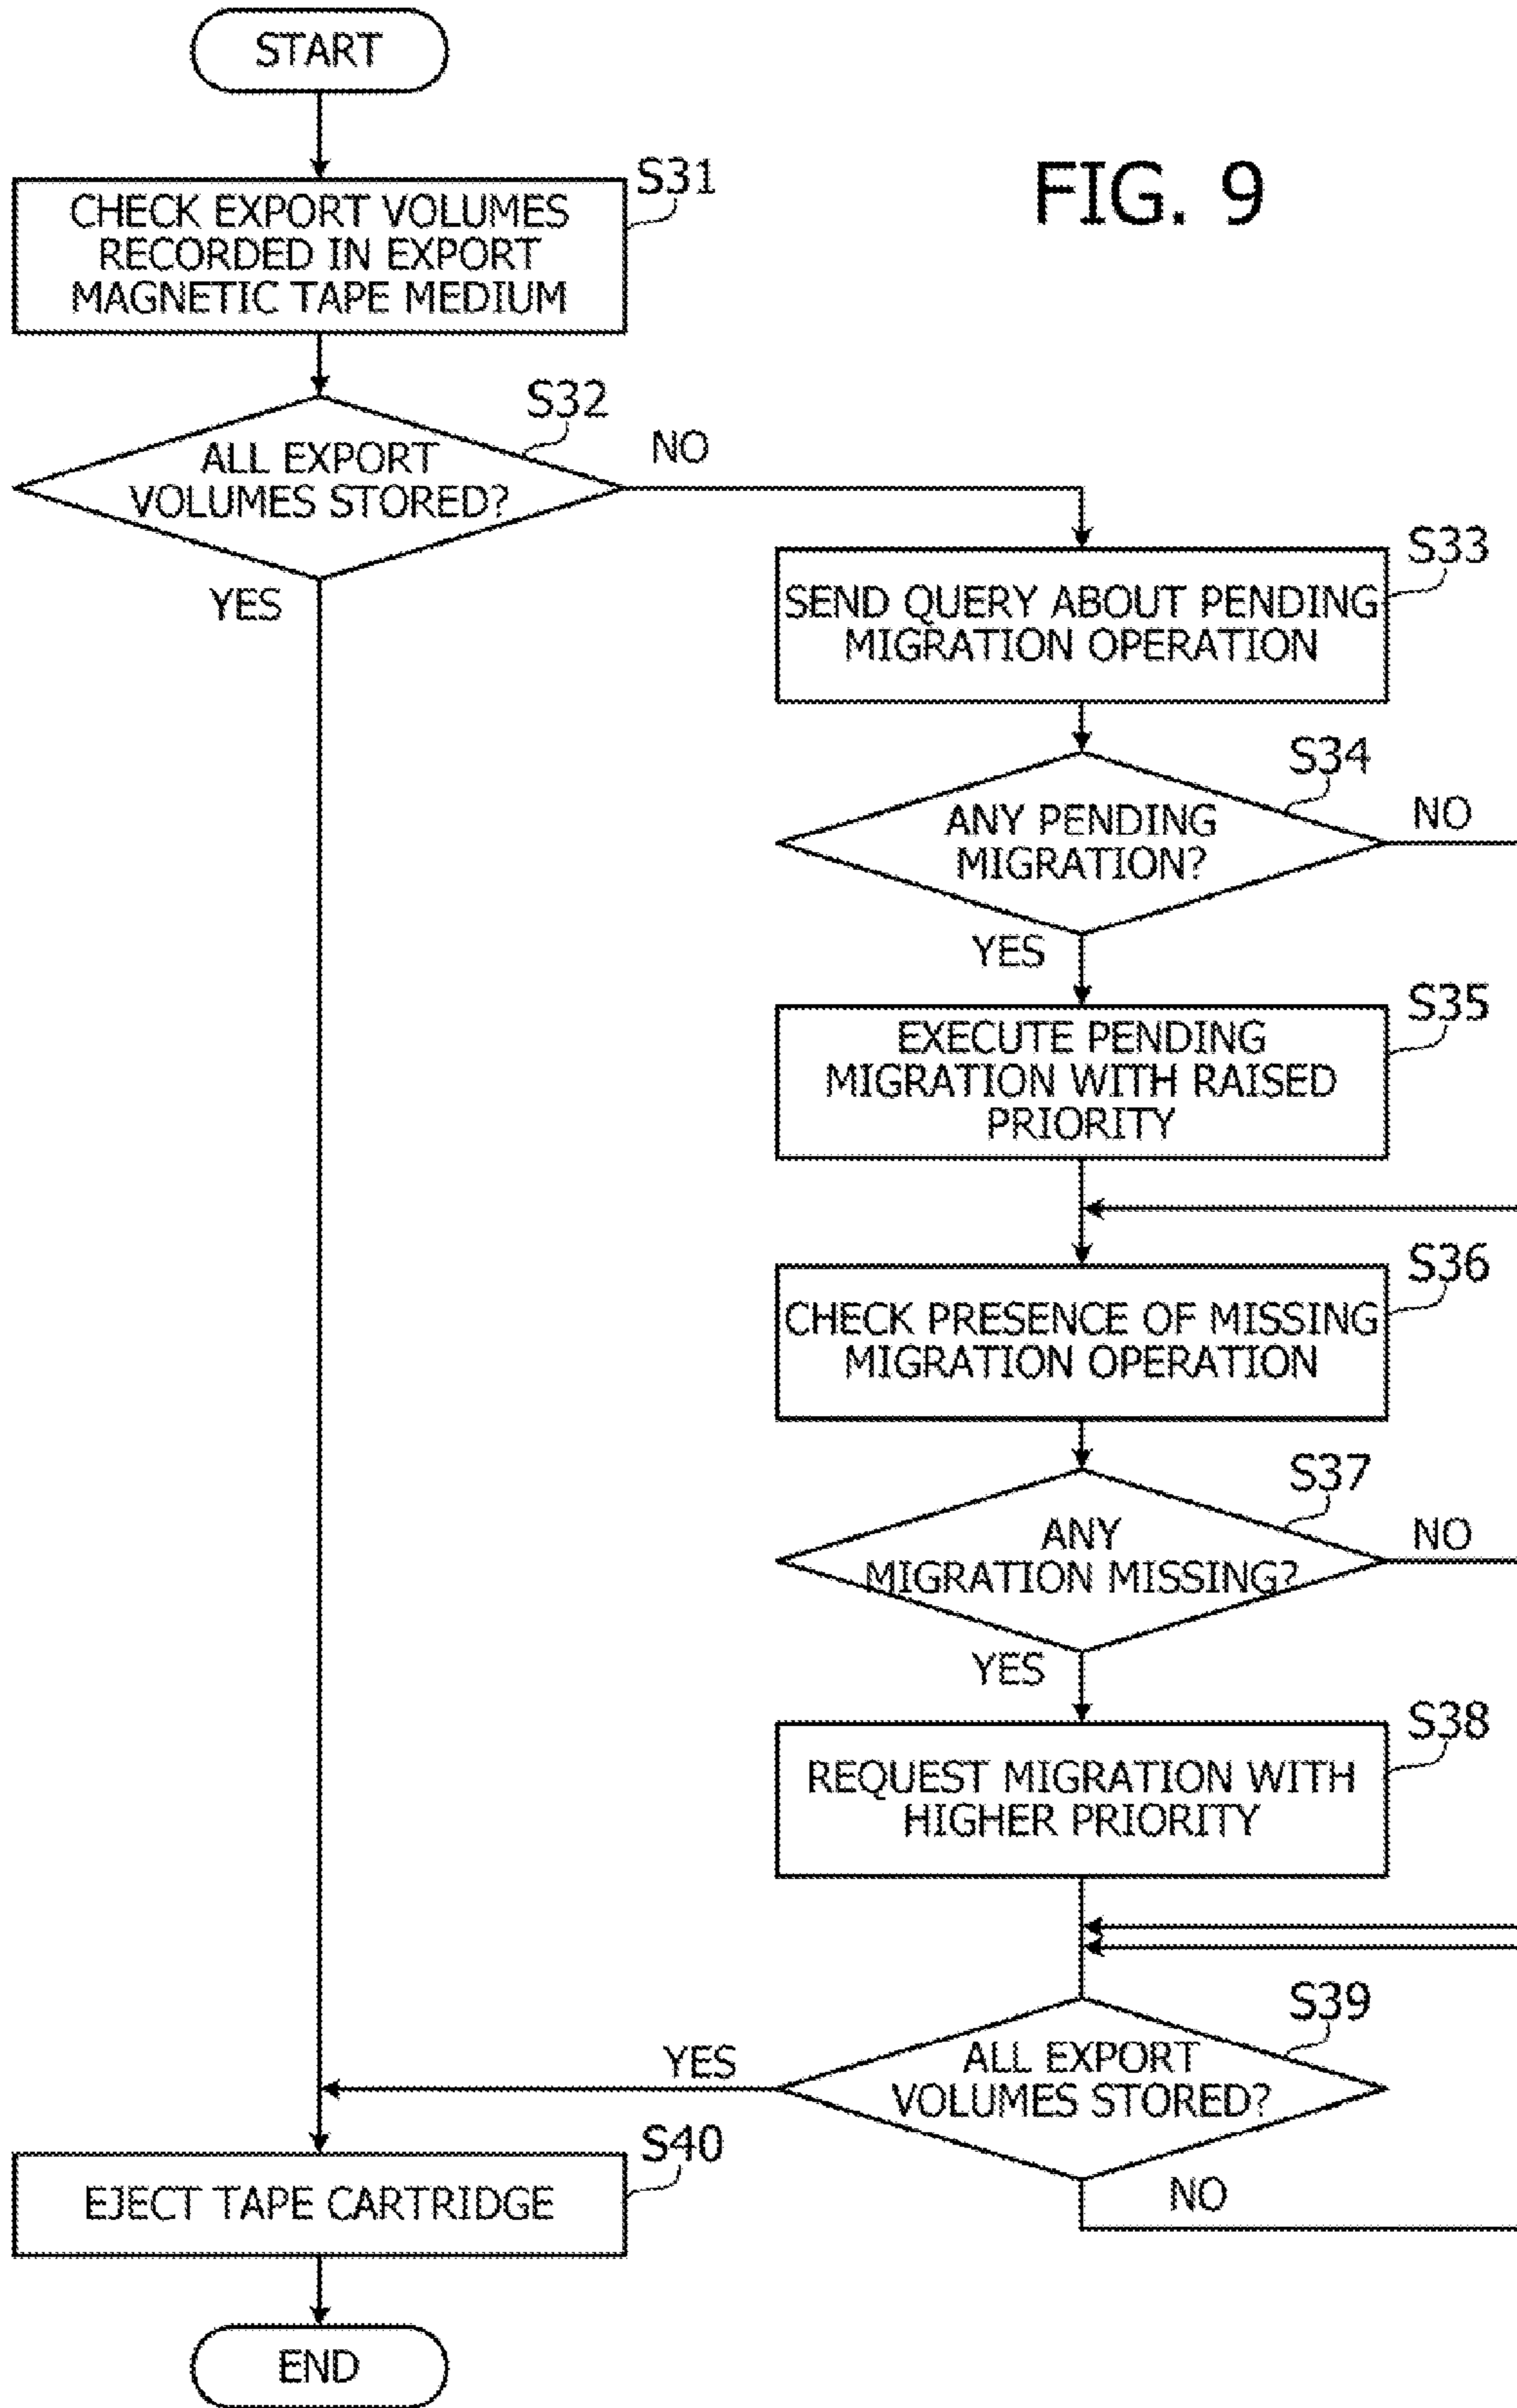 START
FIG. 9
S31
CHECK EXPORT VOLUMES
RECORDED IN EXPORT
MAGNETIC TAPE MEDIUM
S32
ALL EXPORT
VOLUMES STORED?
NO
YES
S33
SEND QUERY ABOUT PENDING
MIGRATION OPERATION
S34
ANY PENDING
MIGRATION?
NO
YES
S35
EXECUTE PENDING
MIGRATION WITH RAISED
PRIORITY
S36
CHECK PRESENCE OF MISSING
MIGRATION OPERATION
S37
ANY
MIGRATION MISSING?
NO
YES
S38
REQUEST MIGRATION WITH
HIGHER PRIORITY
S39
ALL EXPORT
VOLUMES STORED?
YES
NO
S40
EJECT TAPE CARTRIDGE
END